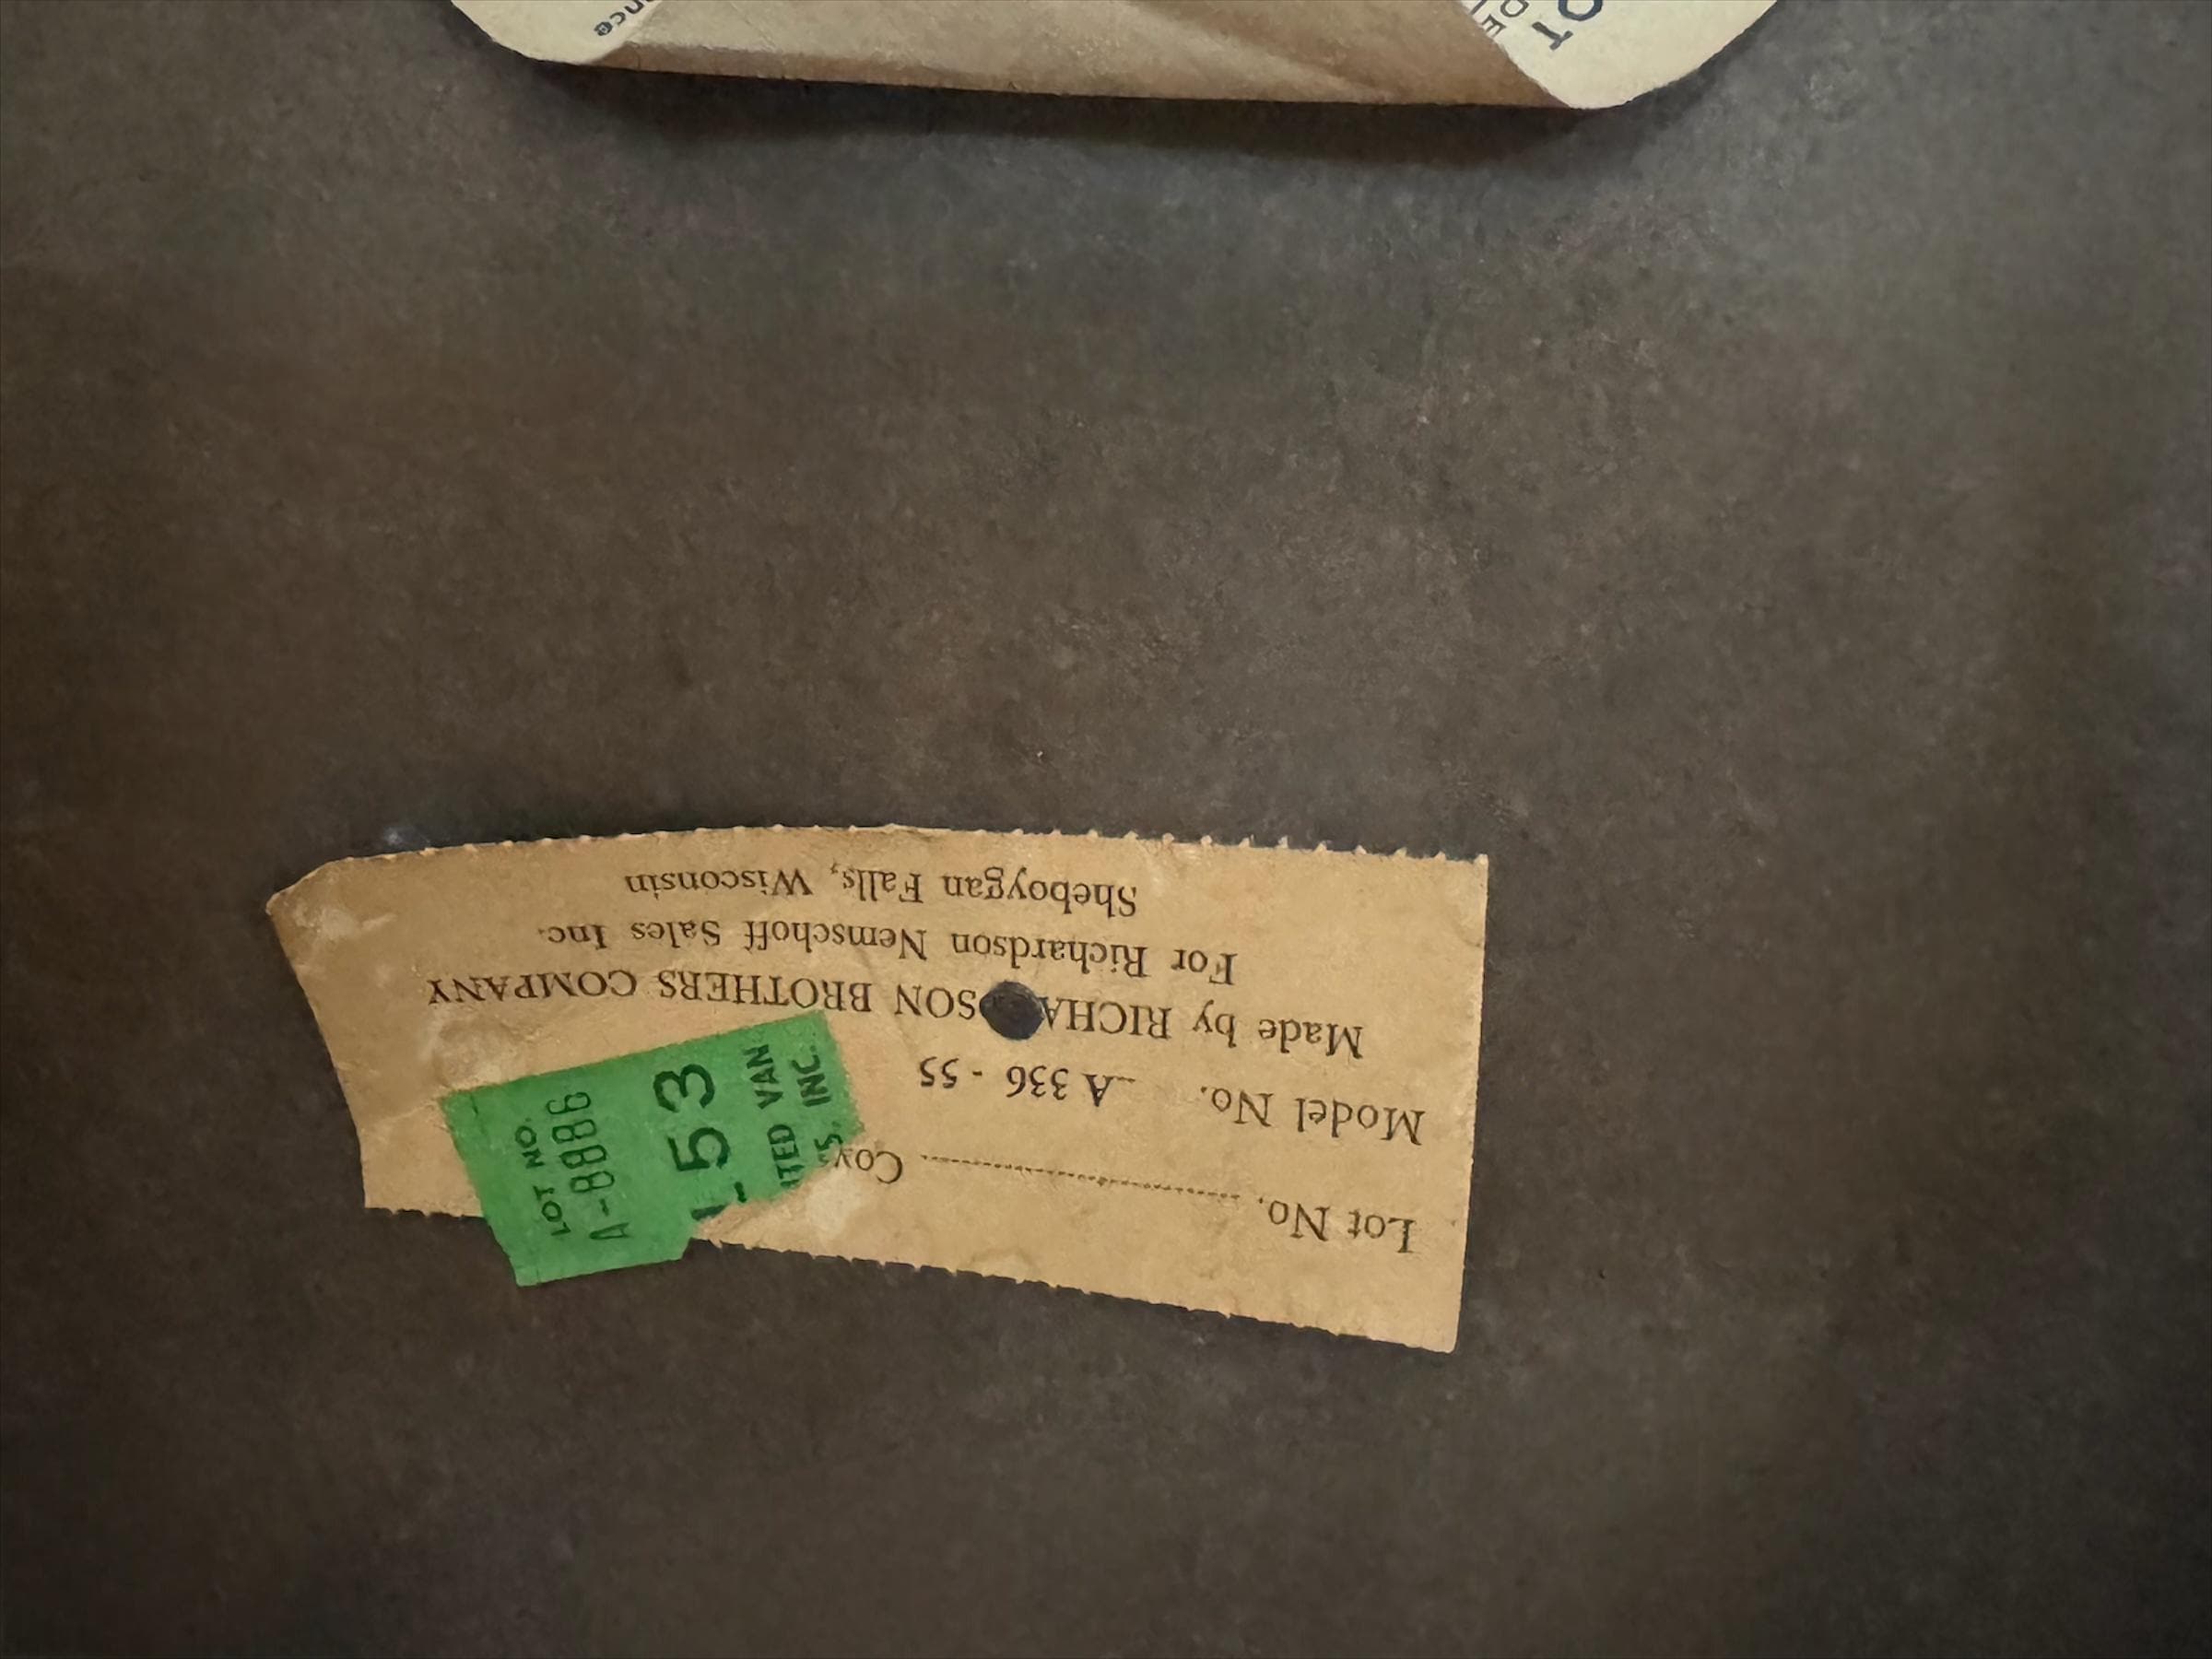 Lot No. Cov
Model No. A 336 - 55
Made by RICHA SON BROTHERS COMPANY
For Richardson Nemschoff Sales Inc.
Sheboygan Falls, Wisconsin
LOT NO.
A-8886
53
ITED VAN
S. INC.